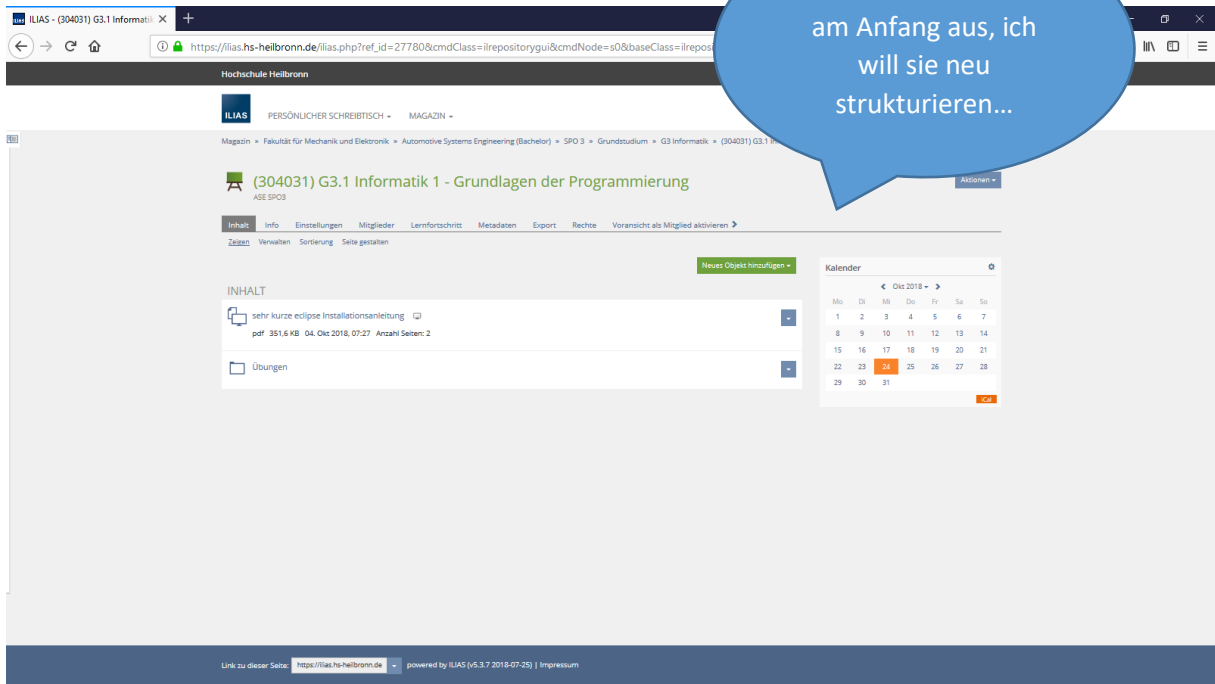 ILIAS - (304031) G3.1 Informati
am Anfang aus, ich
will sie neu
strukturieren…
https://ilias.hs-heilbronn.de/ilias.php?ref_id=27780&cmdClass=ilrepositorygui&cmdNode=s0&baseClass=ilreposi
Hochschule Heilbronn
ILIAS
PERSÖNLICHER SCHREIBTISCH
MAGAZIN
Magazin » Fakultät für Mechanik und Elektronik » Automotive Systems Engineering (Bachelor) » SPO 3 » Grundstudium » G3 Informatik » (304031) G3.1
(304031) G3.1 Informatik 1 - Grundlagen der Programmierung
ASE SPO3
Aktionen
Inhalt Info Einstellungen Mitglieder Lernfortschritt Metadaten Export Rechte Voransicht als Mitglied aktivieren
Zeigen Verwalten Sortierung Seite gestalten
Neues Objekt hinzufügen
INHALT
sehr kurze eclipse Installationsanleitung
pdf 351,6 KB 04. Okt 2018, 07:27 Anzahl Seiten: 2
Übungen
Kalender
Okt 2018
Mo Di Mi Do Fr Sa So
1 2 3 4 5 6 7
8 9 10 11 12 13 14
15 16 17 18 19 20 21
22 23 24 25 26 27 28
29 30 31
iCal
Link zu dieser Seite: https://ilias.hs-heilbronn.de powered by ILIAS (v5.3.7 2018-07-25) | Impressum